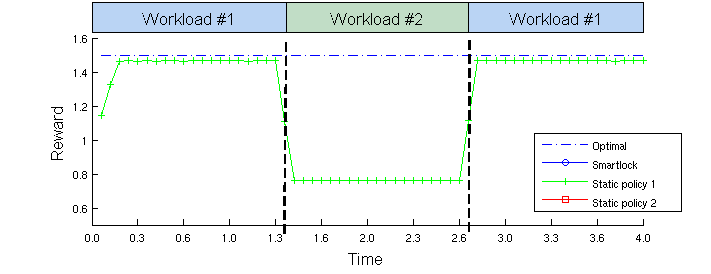 Workload #1 Workload #2 Workload #1
1.6
1.4
1.2
1
0.8
0.6
Reward
Optimal
Smartlock
Static policy 1
Static policy 2
0.0 0.3 0.6 1.0 1.3 1.6 2.0 2.3 2.6 3.0 3.3 3.6 4.0
Time